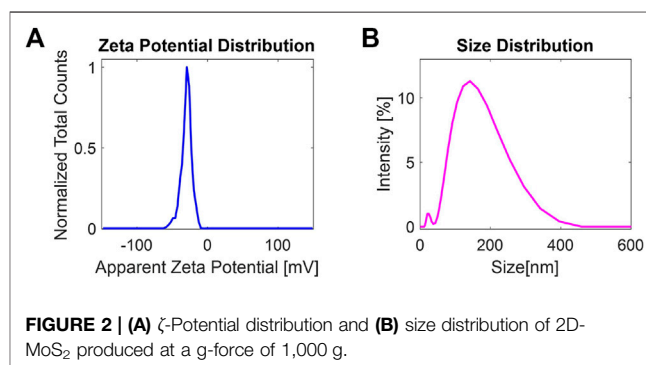 A Zeta Potential Distribution
1
0.5
0
Normalized Total Counts
-100 0 100
Apparent Zeta Potential [mV]
B Size Distribution
10
5
0
Intensity [%]
0 200 400 600
Size[nm]
FIGURE 2 | (A) ζ-Potential distribution and (B) size distribution of 2D-
MoS₂ produced at a g-force of 1,000 g.